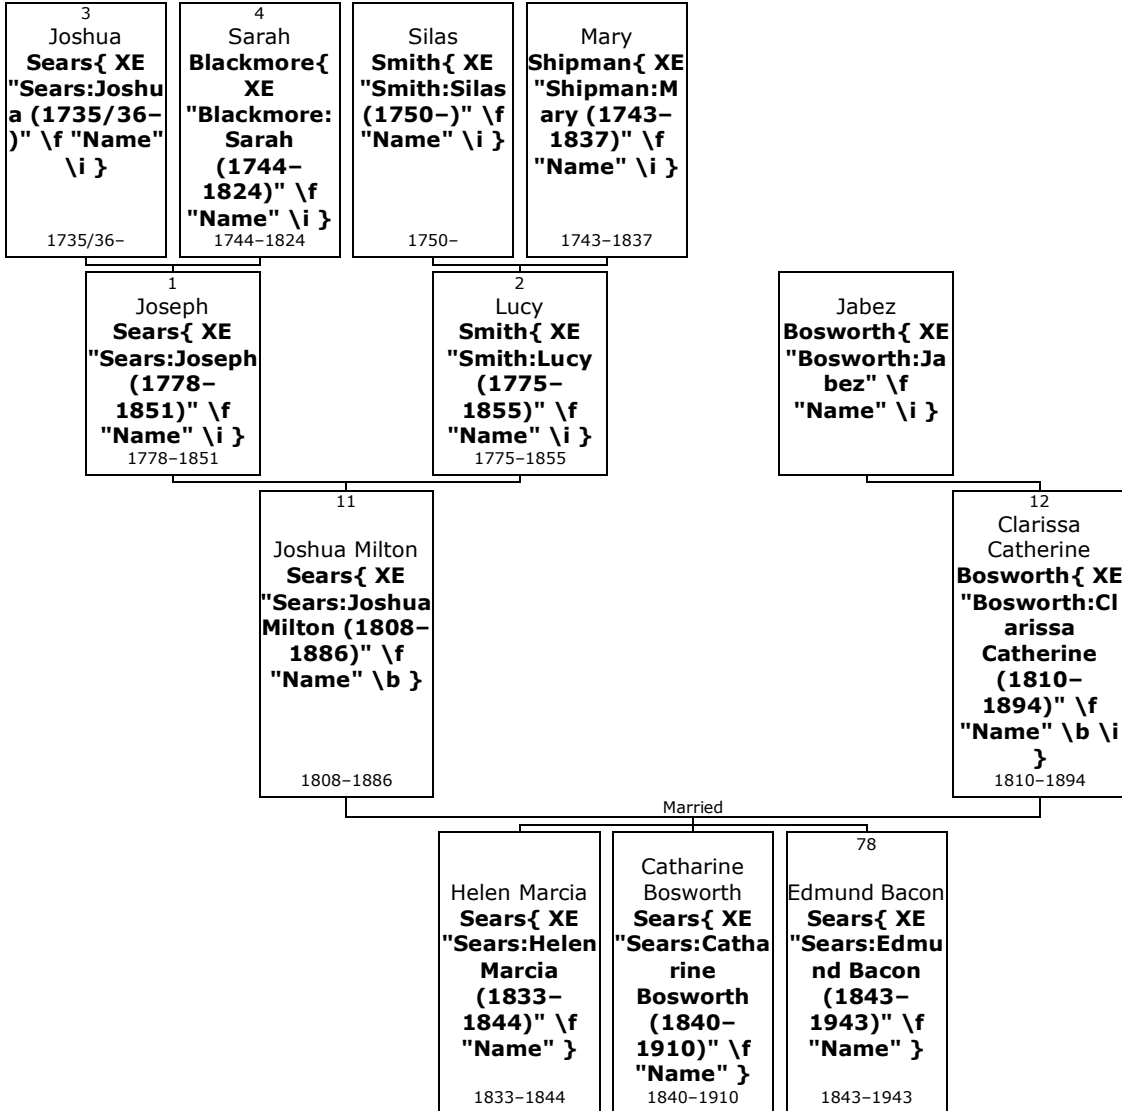 3
Joshua
Sears{ XE
"Sears:Joshu
a (1735/36–
)" \f "Name"
\i }
1735/36–
4
Sarah
Blackmore{
XE
"Blackmore:
Sarah
(1744–
1824)" \f
"Name" \i }
1744–1824
Silas
Smith{ XE
"Smith:Silas
(1750–)" \f
"Name" \i }
1750–
Mary
Shipman{ XE
"Shipman:M
ary (1743–
1837)" \f
"Name" \i }
1743–1837
1
Joseph
Sears{ XE
"Sears:Joseph
(1778–
1851)" \f
"Name" \i }
1778–1851
2
Lucy
Smith{ XE
"Smith:Lucy
(1775–
1855)" \f
"Name" \i }
1775–1855
Jabez
Bosworth{ XE
"Bosworth:Ja
bez" \f
"Name" \i }
11
Joshua Milton
Sears{ XE
"Sears:Joshua
Milton (1808–
1886)" \f
"Name" \b }
1808–1886
12
Clarissa
Catherine
Bosworth{ XE
"Bosworth:Cl
arissa
Catherine
(1810–
1894)" \f
"Name" \b \i
}
1810–1894
Married
Helen Marcia
Sears{ XE
"Sears:Helen
Marcia
(1833–
1844)" \f
"Name" }
1833–1844
Catharine
Bosworth
Sears{ XE
"Sears:Catha
rine
Bosworth
(1840–
1910)" \f
"Name" }
1840–1910
78
Edmund Bacon
Sears{ XE
"Sears:Edmu
nd Bacon
(1843–
1943)" \f
"Name" }
1843–1943